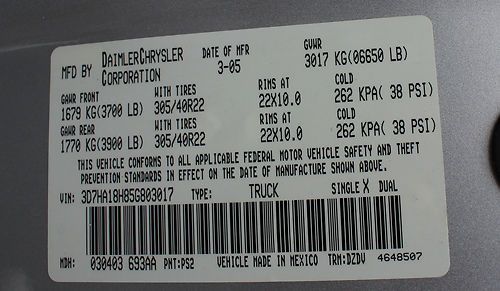 MFD BY DAIMLERCHRYSLER CORPORATION DATE OF MFR 3-05 GVWR 3017 KG(06650 LB)
GAWR FRONT WITH TIRES RIMS AT COLD
1679 KG(3700 LB) 305/40R22 22X10.0 262 KPA( 38 PSI)
GAWR REAR WITH TIRES RIMS AT COLD
1770 KG(3900 LB) 305/40R22 22X10.0 262 KPA( 38 PSI)
THIS VEHICLE CONFORMS TO ALL APPLICABLE FEDERAL MOTOR VEHICLE SAFETY AND THEFT
PREVENTION STANDARDS IN EFFECT ON THE DATE OF MANUFACTURE SHOWN ABOVE.
VIN: 3D7HA18H85G803017 TYPE: TRUCK SINGLE X DUAL
MDH: 030403 693AA PNT:PS2 VEHICLE MADE IN MEXICO TRM:DZDV 4648507